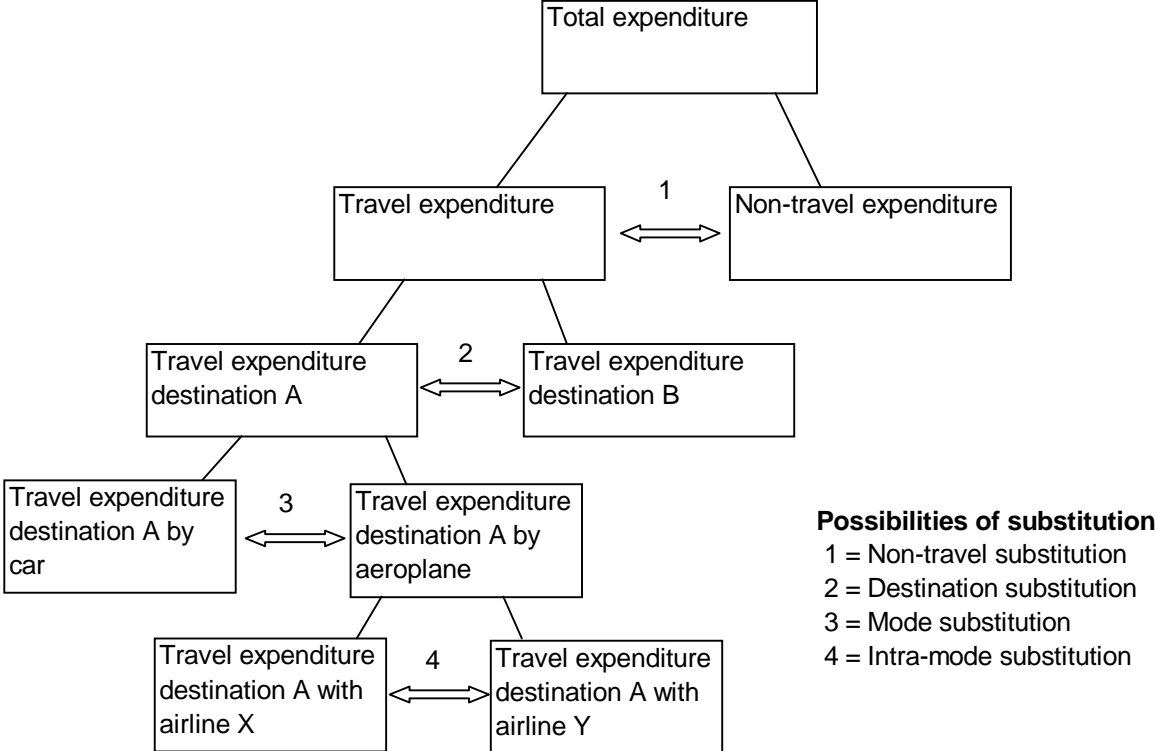 Total expenditure
1
Travel expenditure
Non-travel expenditure
2
Travel expenditure
destination A
Travel expenditure
destination B
3
Travel expenditure
destination A by
car
Travel expenditure
destination A by
aeroplane
Possibilities of substitution
1 = Non-travel substitution
2 = Destination substitution
3 = Mode substitution
4 = Intra-mode substitution
4
Travel expenditure
destination A with
airline X
Travel expenditure
destination A with
airline Y